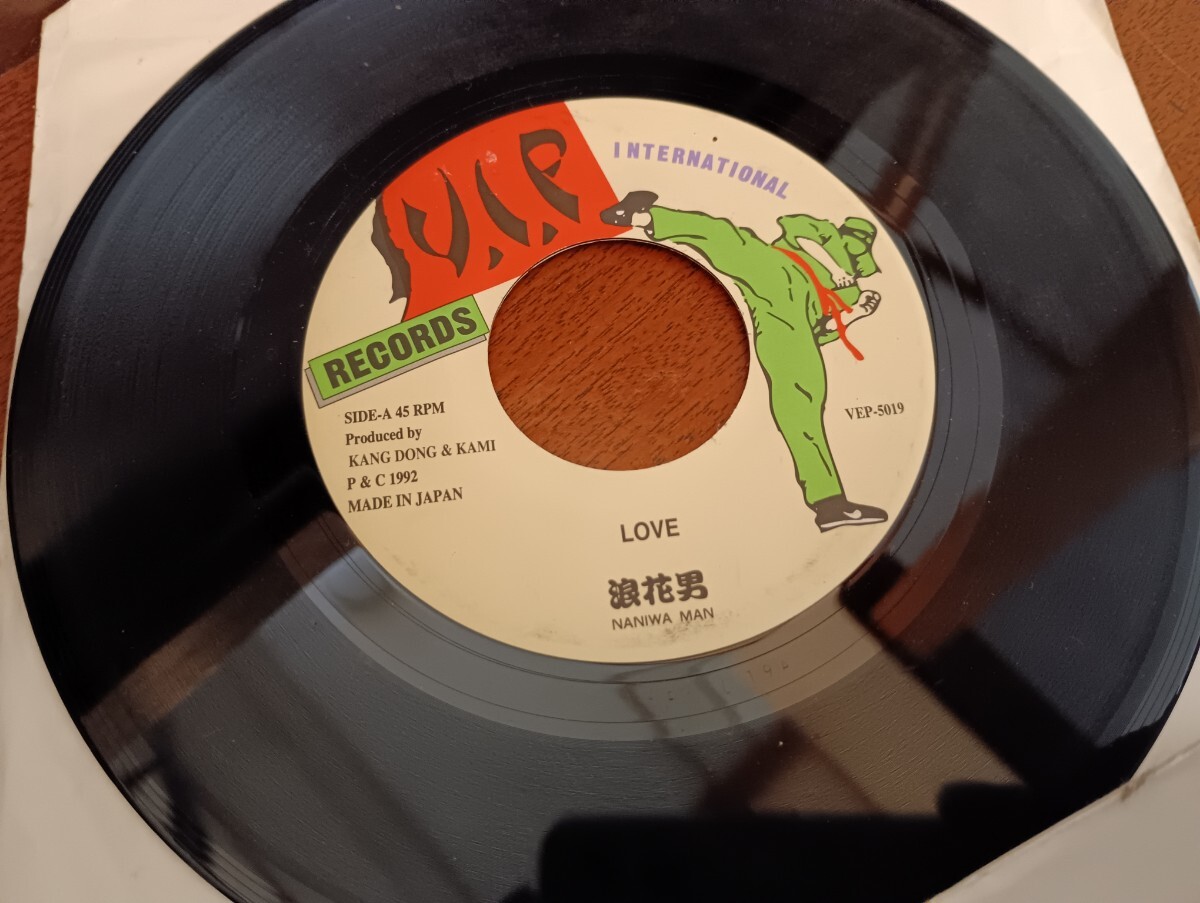 V.I.P
INTERNATIONAL
RECORDS
SIDE-A 45 RPM
Produced by
KANG DONG & KAMI
P & C 1992
MADE IN JAPAN
VEP-5019
LOVE
浪花男
NANIWA MAN